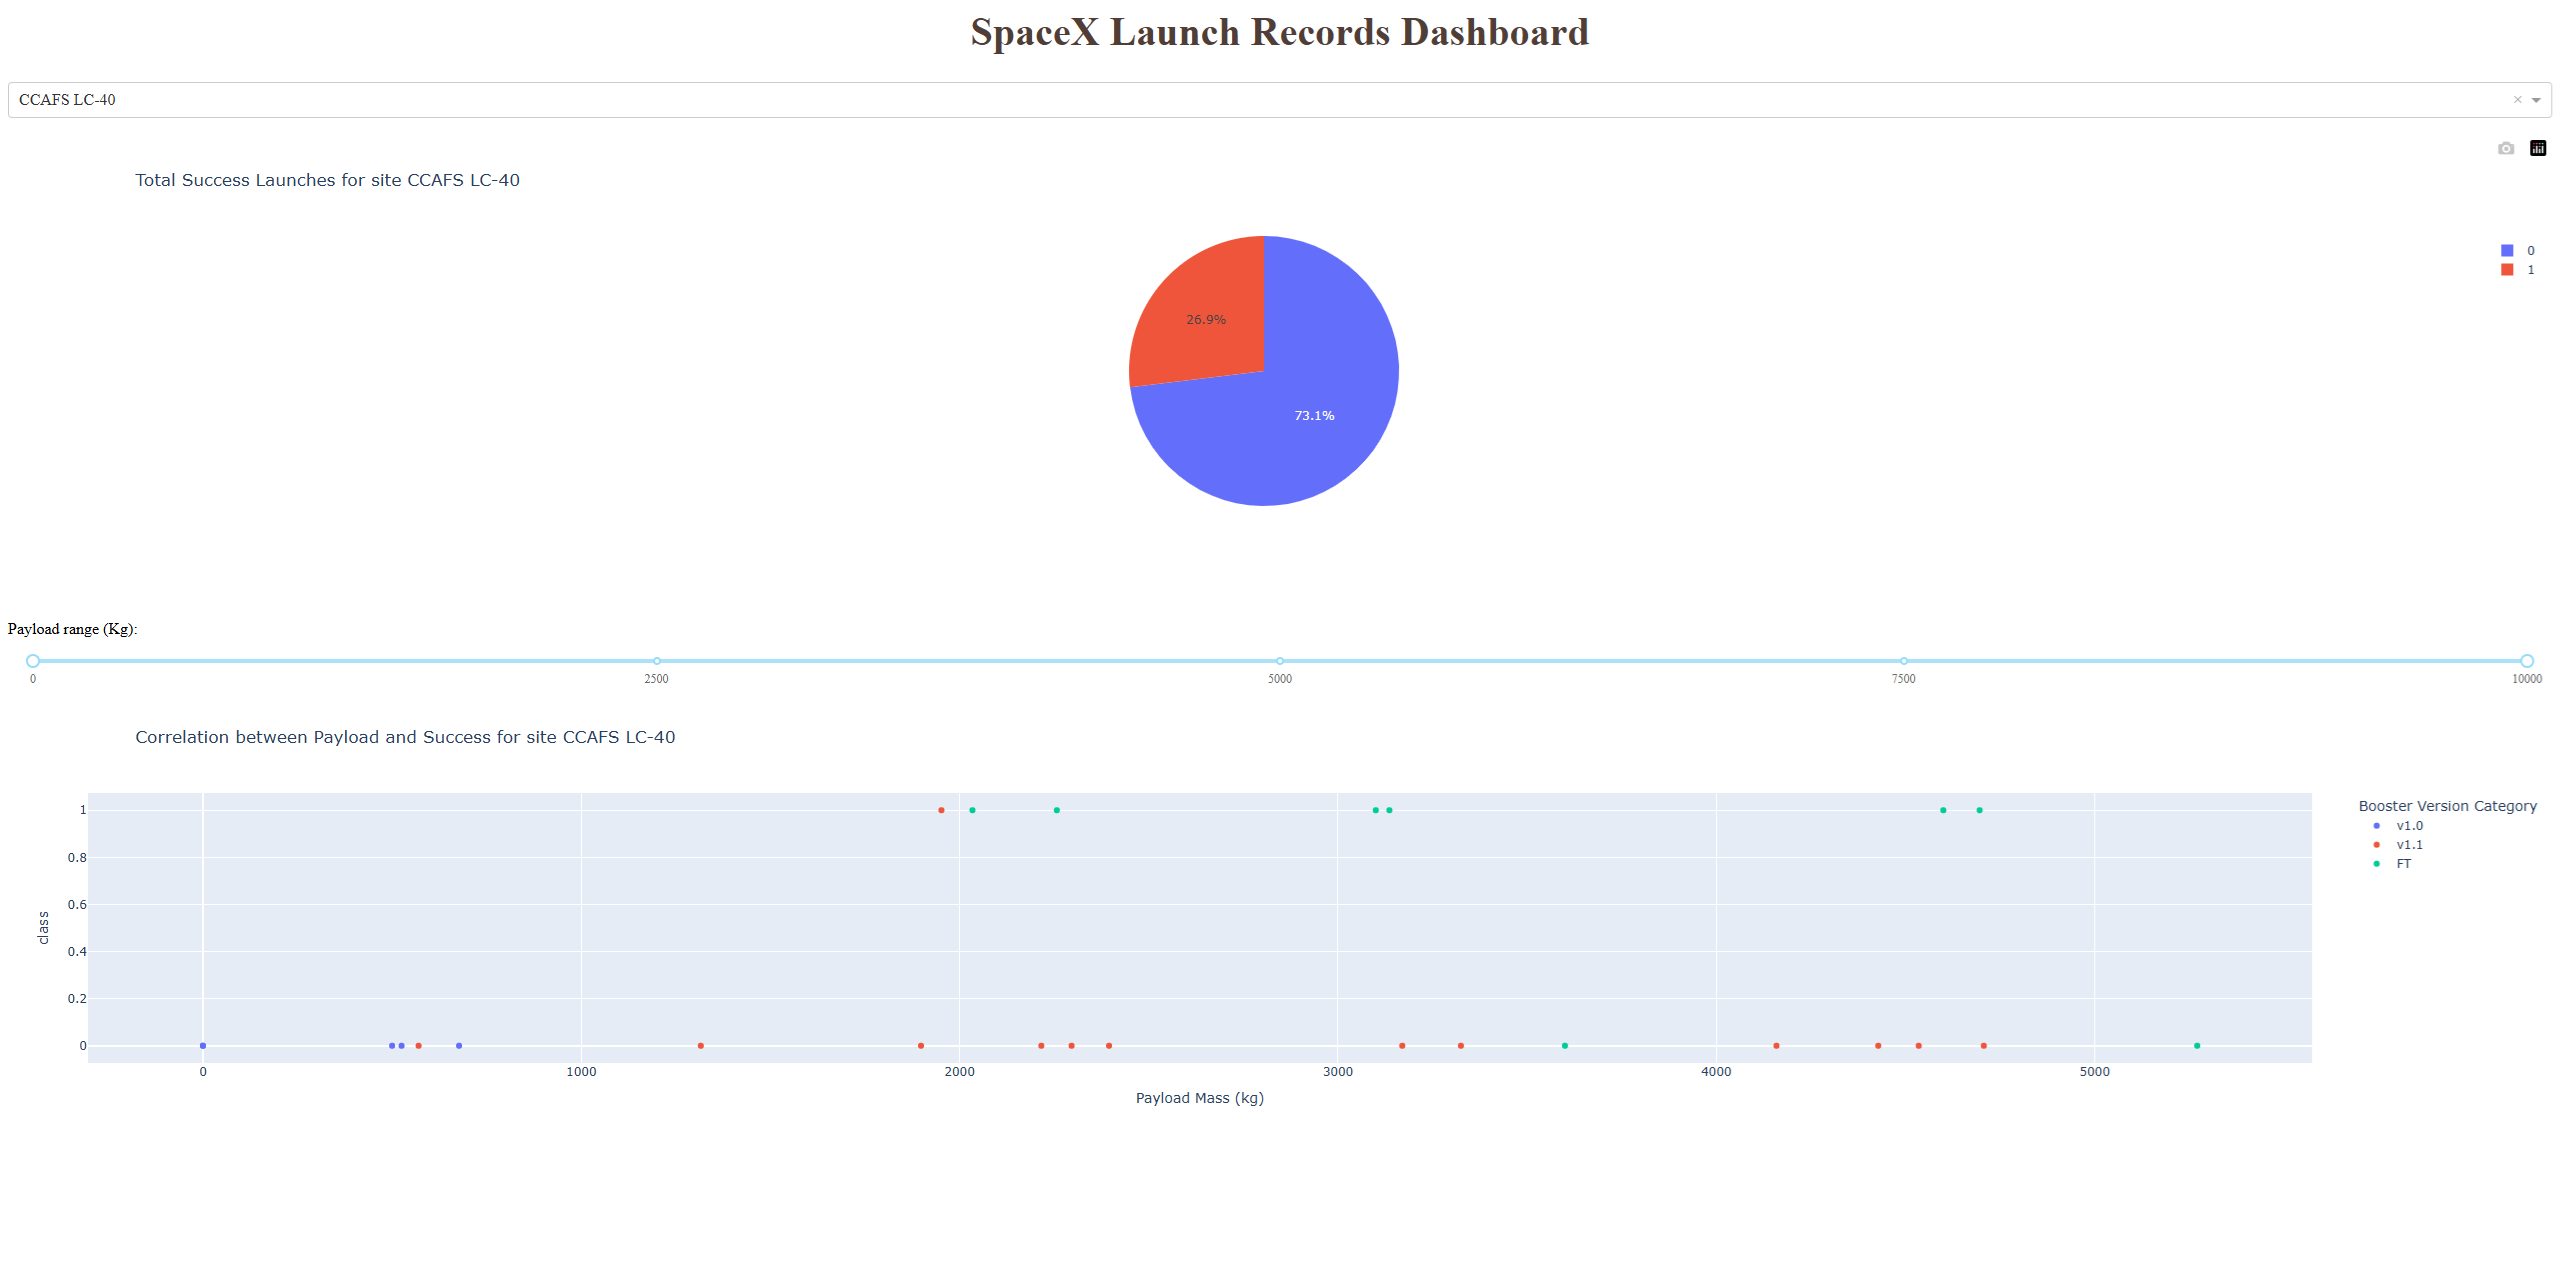 SpaceX Launch Records Dashboard
CCAFS LC-40
Total Success Launches for site CCAFS LC-40
0
1
26.9%
73.1%
Payload range (Kg):
0 2500 5000 7500 10000
Correlation between Payload and Success for site CCAFS LC-40
Booster Version Category
v1.0
v1.1
FT
1
0.8
0.6
0.4
0.2
0
class
0 1000 2000 3000 4000 5000
Payload Mass (kg)